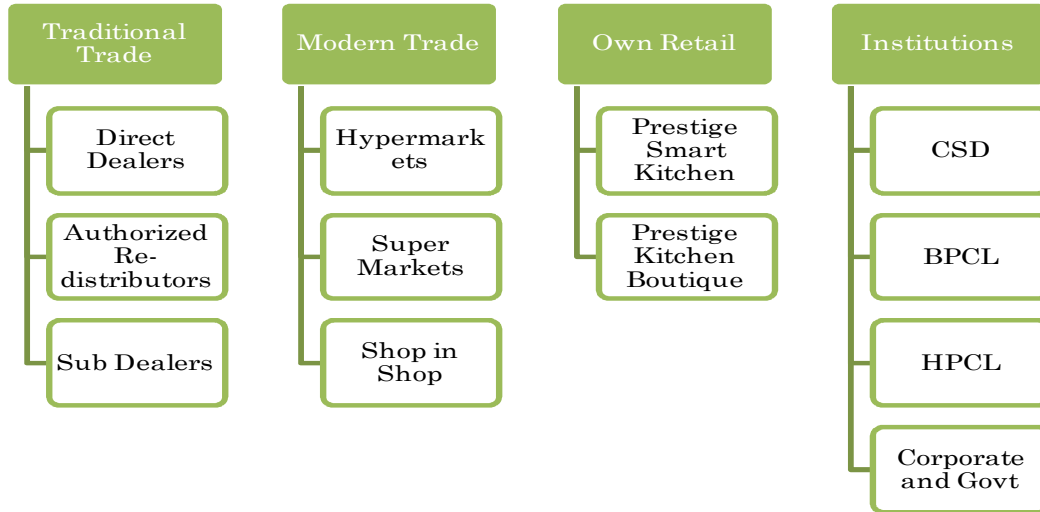 Traditional
Trade
Direct
Dealers
Authorized
Re-
distributors
Sub Dealers
Modern Trade
Hypermark
ets
Super
Markets
Shop in
Shop
Own Retail
Prestige
Smart
Kitchen
Prestige
Kitchen
Boutique
Institutions
CSD
BPCL
HPCL
Corporate
and Govt